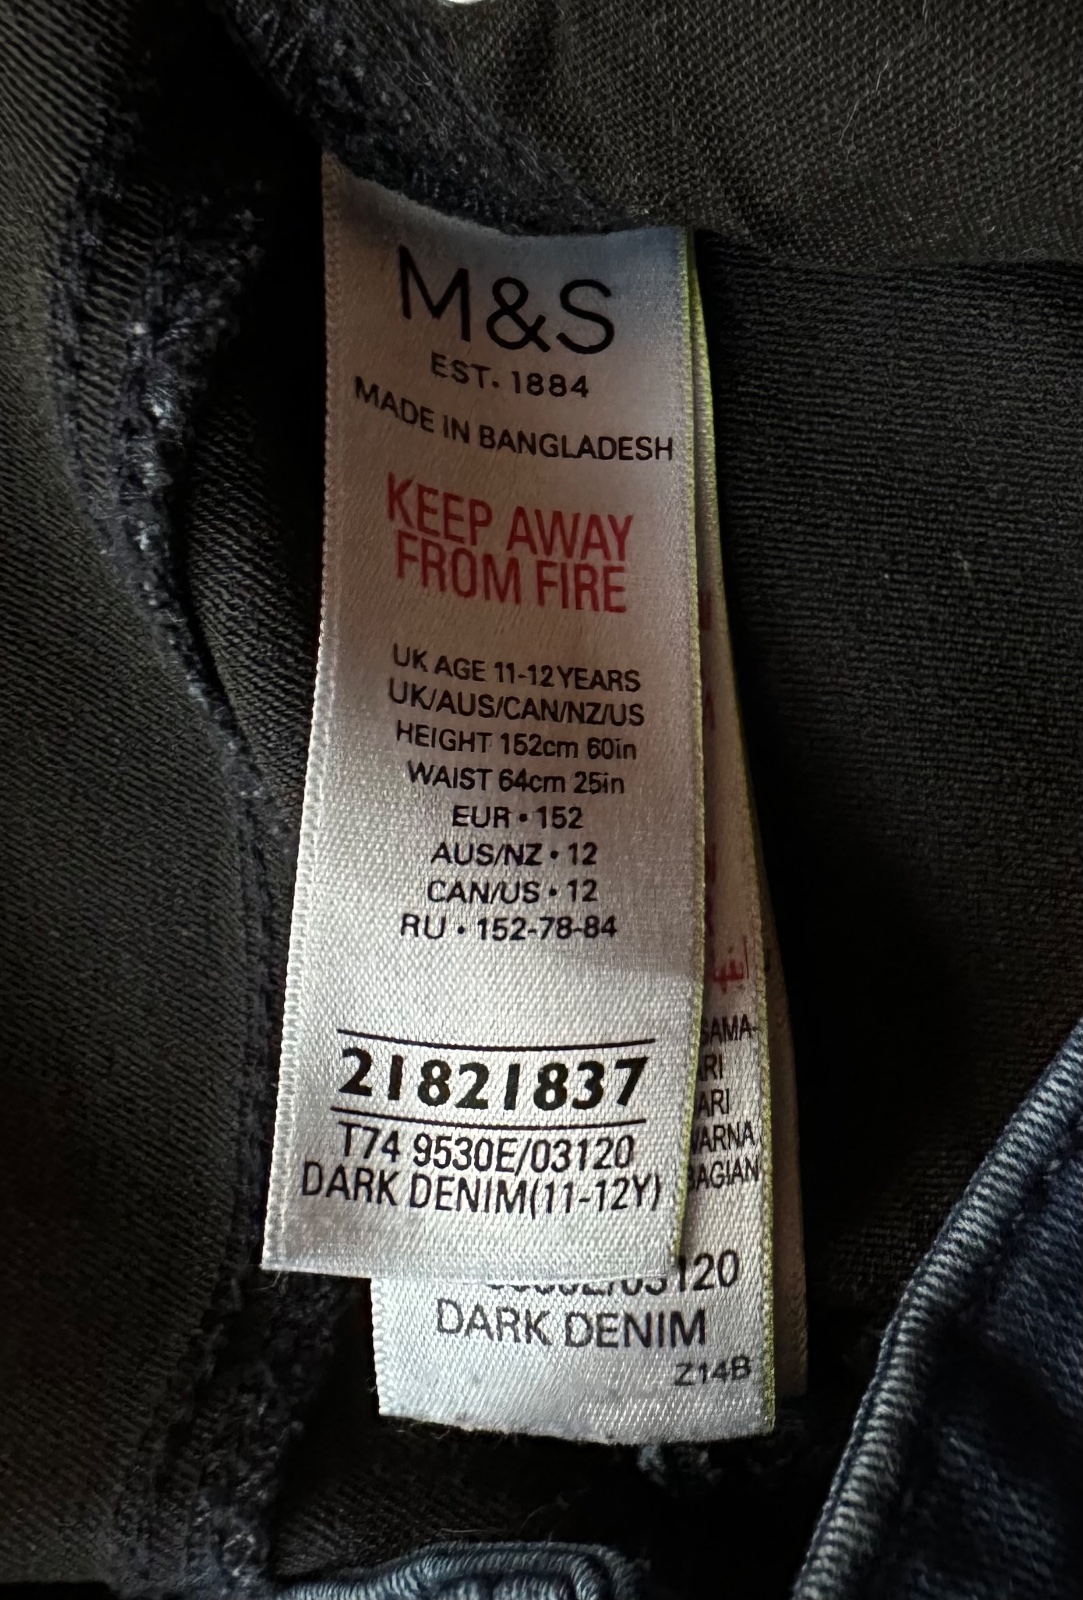 M&S
EST. 1884
MADE IN BANGLADESH
KEEP AWAY
FROM FIRE
UK AGE 11-12YEARS
UK/AUS/CAN/NZ/US
HEIGHT 152cm 60in
WAIST 64cm 25in
EUR • 152
AUS/NZ • 12
CAN/US • 12
RU • 152-78-84
21821837
T74 9530E/03120
DARK DENIM(11-12Y)
DARK DENIM
Z14B